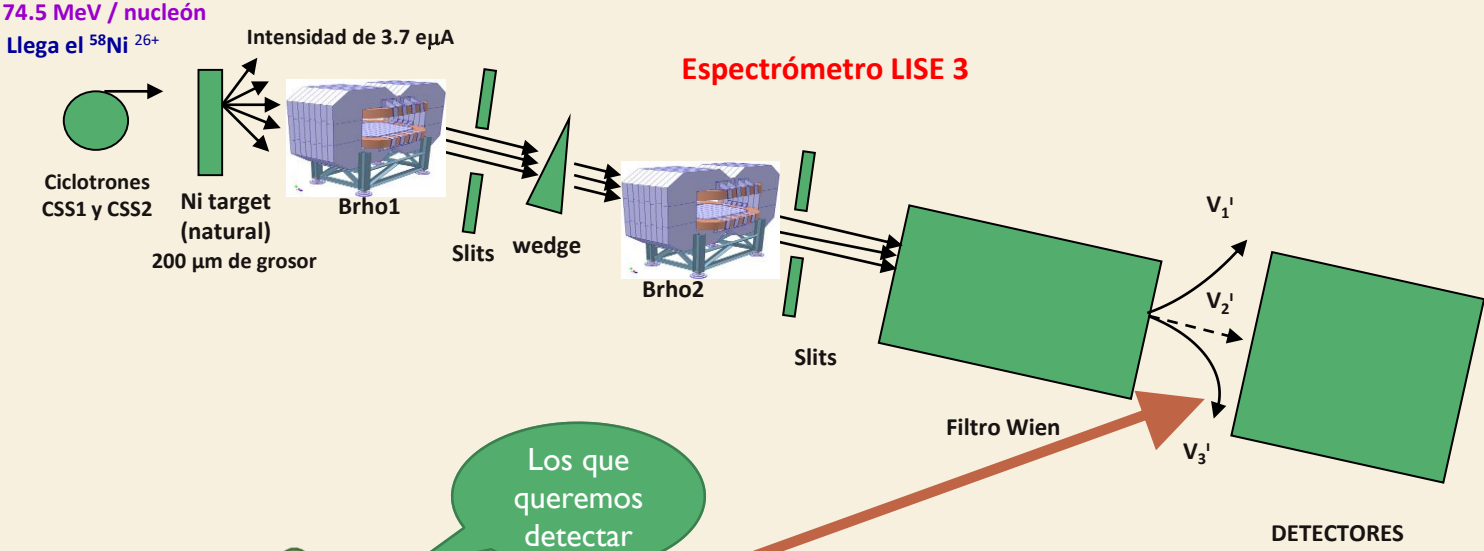 74.5 MeV / nucleón
Llega el ⁵⁸Ni ²⁶⁺
Intensidad de 3.7 eµA
Espectrómetro LISE 3
Ciclotrones
CSS1 y CSS2
Ni target
(natural)
200 µm de grosor
Brho1
Slits
wedge
Brho2
Slits
Filtro Wien
V₁'
V₂'
V₃'
DETECTORES
Los que
queremos
detectar